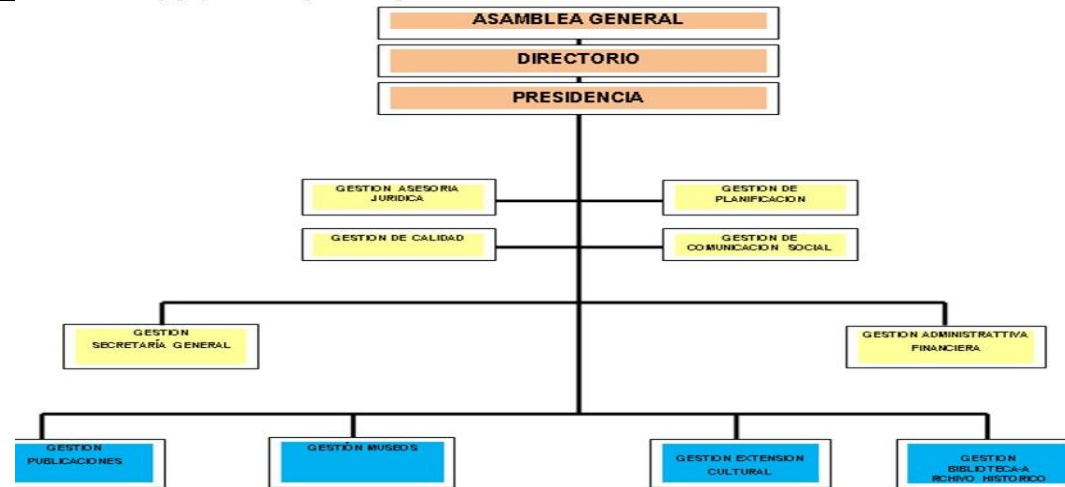 ASAMBLEA GENERAL
DIRECTORIO
PRESIDENCIA
GESTION ASESORIA
JURIDICA
GESTION DE
PLANIFICACION
GESTION DE CALIDAD
GESTION DE
COMUNICACION SOCIAL
GESTION
SECRETARÍA GENERAL
GESTION ADMINISTRATTIVA
FINANCIERA
GESTION
PUBLICACIONES
GESTIÓN MUSEOS
GESTION EXTENSION
CULTURAL
GESTION
BIBLIOTECA-A
RCHIVO HISTORICO